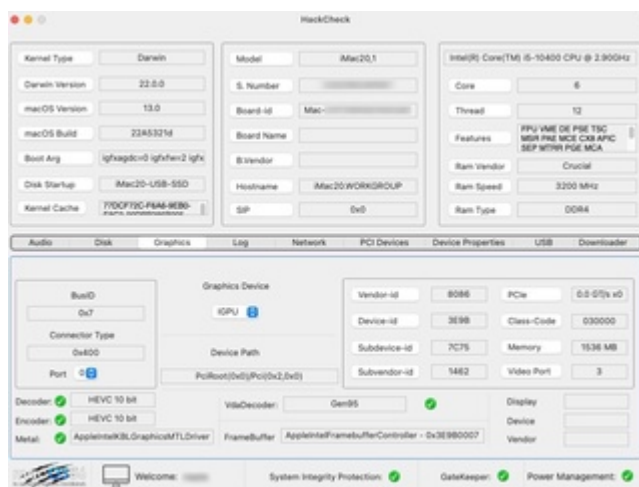 HackCheck
Kernel Type Darwin
Darwin Version 22.0.0
macOS Version 13.0
macOS Build 22A5321d
Boot Arg igfxagdc=0 igfxfw=2 igfx
Disk Startup iMac20-USB-SSD
Kernel Cache
Model iMac20,1
S. Number
Board-id Mac-
Board Name
B.Vendor
Hostname iMac20.WORKGROUP
SIP 0x0
Intel(R) Core(TM) i5-10400 CPU @ 2.90GHz
Core 6
Thread 12
Features FPU VME DE PSE TSC
MSR PAE MCE CX8 APIC
SEP MTRR PGE MCA
Ram Vendor Crucial
Ram Speed 3200 MHz
Ram Type DDR4
Audio Disk Graphics Log Network PCI Devices Device Properties USB Downloader
BusID
0x7
Connector Type
0x400
Port 0
Graphics Device
IGPU
Device Path
PciRoot(0x0)/Pci(0x2,0x0)
Vendor-id 8086 PCIe 0.0 GT/s x0
Device-id 3E9B Class-Code 030000
Subdevice-id 7C75 Memory 1536 MB
Subvendor-id 1462 Video Port 3
Decoder: HEVC 10 bit
Encoder: HEVC 10 bit
Metal: AppleIntelKBLGraphicsMTLDriver
VdaDecoder: Gen95
FrameBuffer AppleIntelFramebufferController - 0x3E9B0007
Display
Device
Vendor
Welcome:
System Integrity Protection:
GateKeeper:
Power Management: